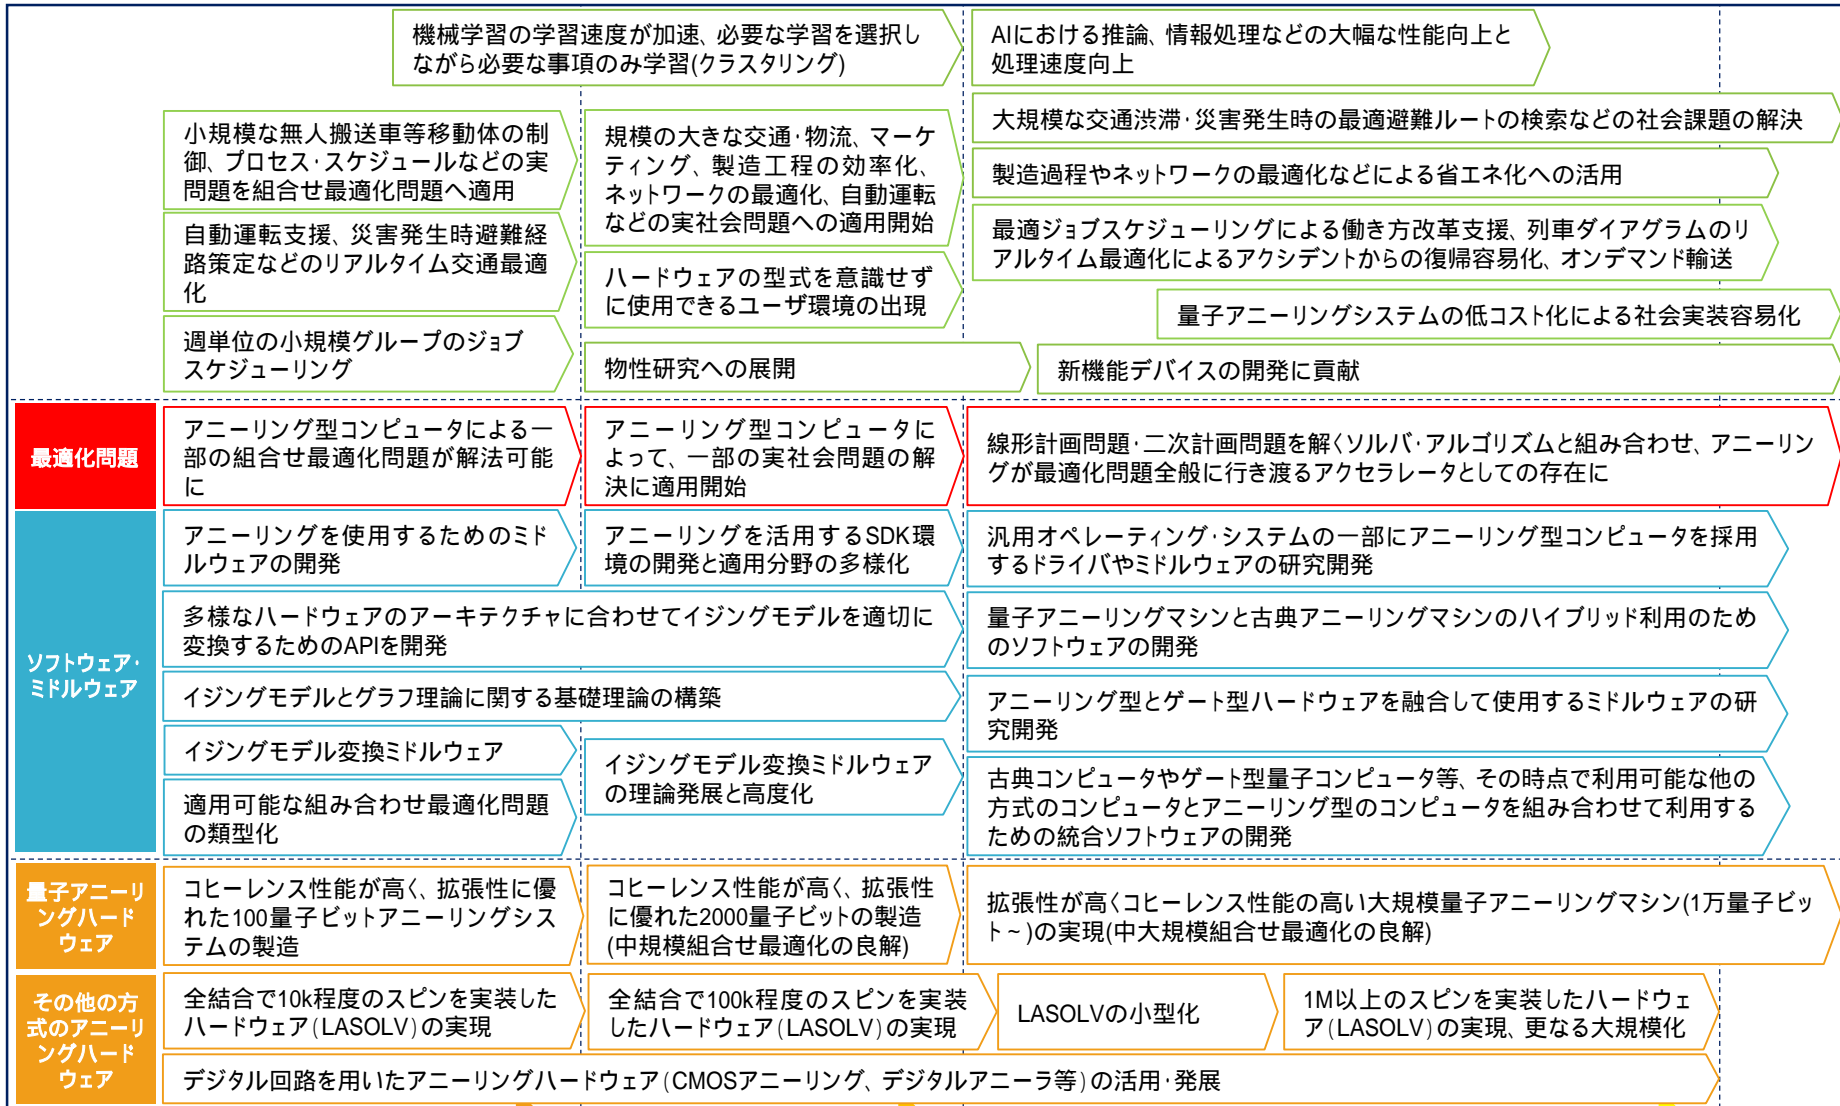 機械学習の学習速度が加速、必要な学習を選択し
ながら必要な事項のみ学習(クラスタリング)
AIにおける推論、情報処理などの大幅な性能向上と
処理速度向上
小規模な無人搬送車等移動体の制
御、プロセス・スケジュールなどの実
問題を組合せ最適化問題へ適用
規模の大きな交通・物流、マーケ
ティング、製造工程の効率化、
ネットワークの最適化、自動運転
などの実社会問題への適用開始
大規模な交通渋滞・災害発生時の最適避難ルートの検索などの社会課題の解決
製造過程やネットワークの最適化などによる省エネ化への活用
自動運転支援、災害発生時避難経
路策定などのリアルタイム交通最適
化
ハードウェアの型式を意識せず
に使用できるユーザ環境の出現
最適ジョブスケジューリングによる働き方改革支援、列車ダイアグラムのリ
アルタイム最適化によるアクシデントからの復帰容易化、オンデマンド輸送
量子アニーリングシステムの低コスト化による社会実装容易化
週単位の小規模グループのジョブ
スケジューリング
物性研究への展開
新機能デバイスの開発に貢献
最適化問題
アニーリング型コンピュータによる一
部の組合せ最適化問題が解法可能
に
アニーリング型コンピュータに
よって、一部の実社会問題の解
決に適用開始
線形計画問題・二次計画問題を解くソルバ・アルゴリズムと組み合わせ、アニーリン
グが最適化問題全般に行き渡るアクセラレータとしての存在に
ソフトウェア・
ミドルウェア
アニーリングを使用するためのミド
ルウェアの開発
アニーリングを活用するSDK環
境の開発と適用分野の多様化
汎用オペレーティング・システムの一部にアニーリング型コンピュータを採用
するドライバやミドルウェアの研究開発
多様なハードウェアのアーキテクチャに合わせてイジングモデルを適切に
変換するためのAPIを開発
量子アニーリングマシンと古典アニーリングマシンのハイブリッド利用のため
のソフトウェアの開発
イジングモデルとグラフ理論に関する基礎理論の構築
アニーリング型とゲート型ハードウェアを融合して使用するミドルウェアの研
究開発
イジングモデル変換ミドルウェア
イジングモデル変換ミドルウェア
の理論発展と高度化
適用可能な組み合わせ最適化問題
の類型化
古典コンピュータやゲート型量子コンピュータ等、その時点で利用可能な他の
方式のコンピュータとアニーリング型のコンピュータを組み合わせて利用する
ための統合ソフトウェアの開発
量子アニーリ
ングハード
ウェア
コヒーレンス性能が高く、拡張性に優
れた100量子ビットアニーリングシス
テムの製造
コヒーレンス性能が高く、拡張性
に優れた2000量子ビットの製造
(中規模組合せ最適化の良解)
拡張性が高くコヒーレンス性能の高い大規模量子アニーリングマシン(1万量子ビッ
ト~)の実現(中大規模組合せ最適化の良解)
その他の方
式のアニーリ
ングハード
ウェア
全結合で10k程度のスピンを実装した
ハードウェア(LASOLV)の実現
全結合で100k程度のスピンを実装
したハードウェア(LASOLV)の実現
LASOLVの小型化
1M以上のスピンを実装したハードウェ
ア(LASOLV)の実現、更なる大規模化
デジタル回路を用いたアニーリングハードウェア(CMOSアニーリング、デジタルアニーラ等)の活用・発展